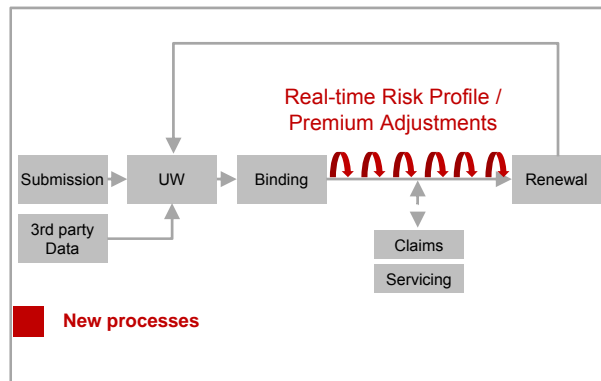 Real-time Risk Profile /
Premium Adjustments
Submission
UW
Binding
Renewal
3rd party
Data
Claims
Servicing
New processes